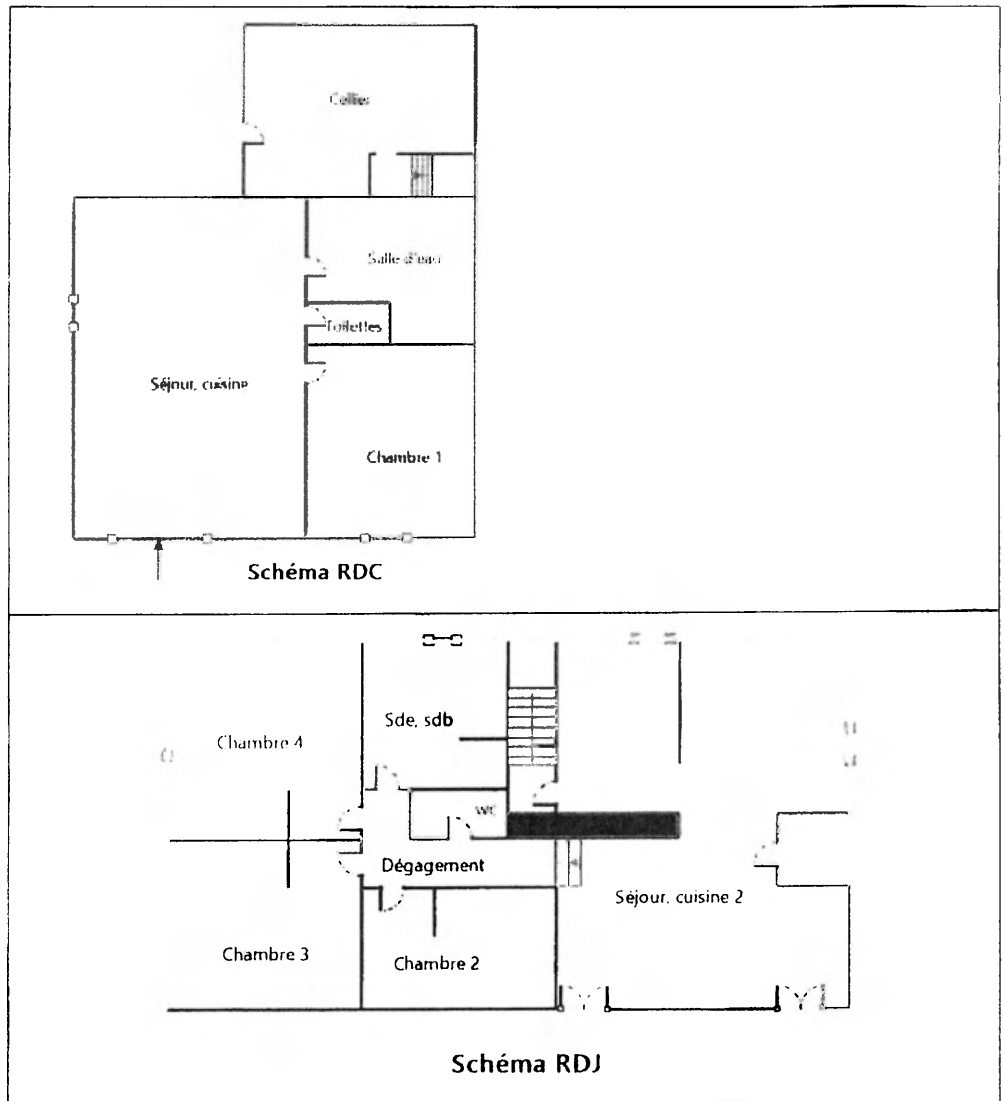 Cellier
Salle d'eau
Toilettes
Séjour, cuisine
Chambre 1
Schéma RDC
Sde, sdb
Chambre 4
wc
Dégagement
Séjour, cuisine 2
Chambre 3
Chambre 2
Schéma RDJ